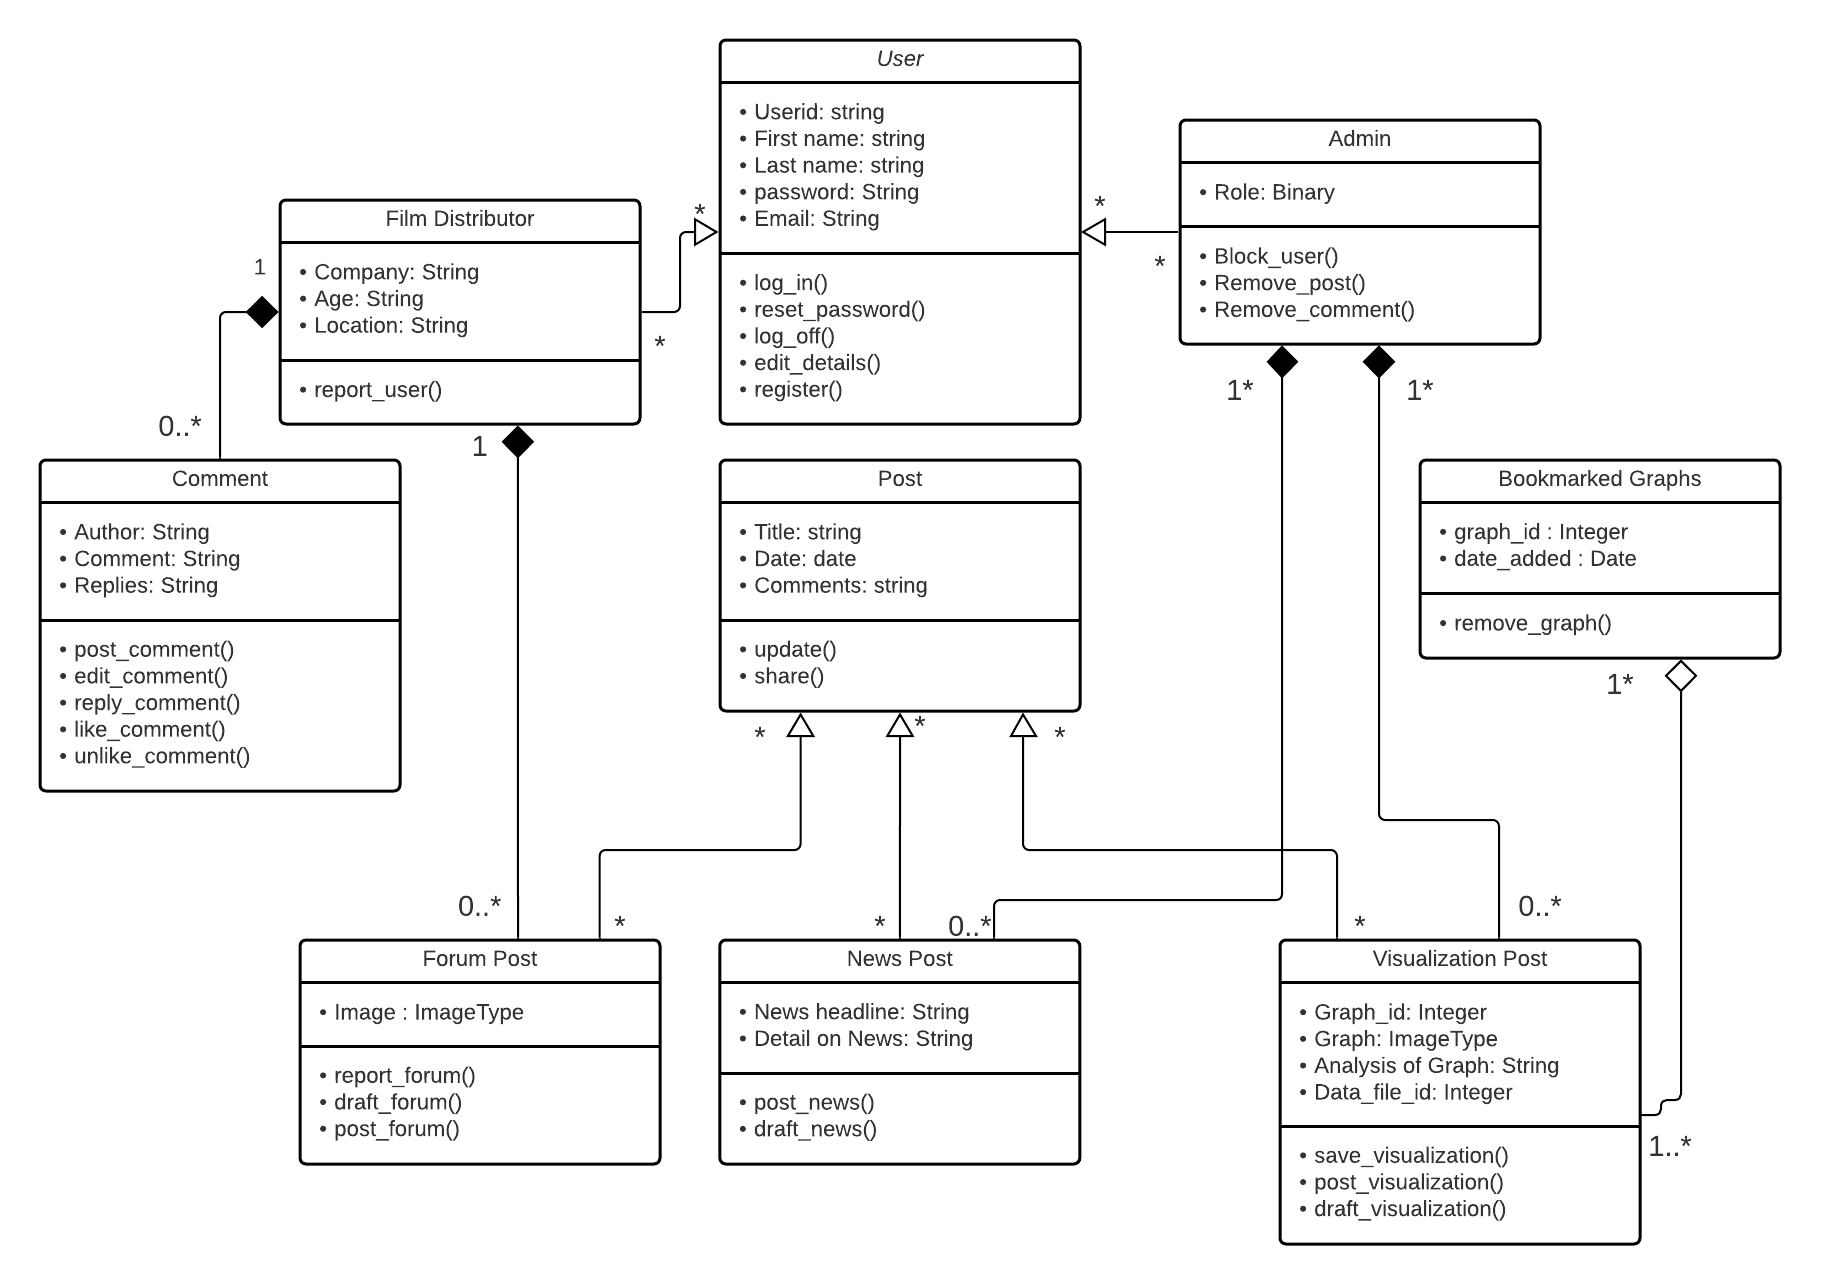 User
• Userid: string
• First name: string
• Last name: string
• password: String
• Email: String
• log_in()
• reset_password()
• log_off()
• edit_details()
• register()
*
*
*
*
Admin
• Role: Binary
• Block_user()
• Remove_post()
• Remove_comment()
1*
1*
Film Distributor
• Company: String
• Age: String
• Location: String
• report_user()
1
0..*
1
Comment
• Author: String
• Comment: String
• Replies: String
• post_comment()
• edit_comment()
• reply_comment()
• like_comment()
• unlike_comment()
Post
• Title: string
• Date: date
• Comments: string
• update()
• share()
*
*
*
Bookmarked Graphs
• graph_id : Integer
• date_added : Date
• remove_graph()
1*
0..*
*
*
0..*
*
0..*
Forum Post
• Image : ImageType
• report_forum()
• draft_forum()
• post_forum()
News Post
• News headline: String
• Detail on News: String
• post_news()
• draft_news()
Visualization Post
• Graph_id: Integer
• Graph: ImageType
• Analysis of Graph: String
• Data_file_id: Integer
• save_visualization()
• post_visualization()
• draft_visualization()
1..*